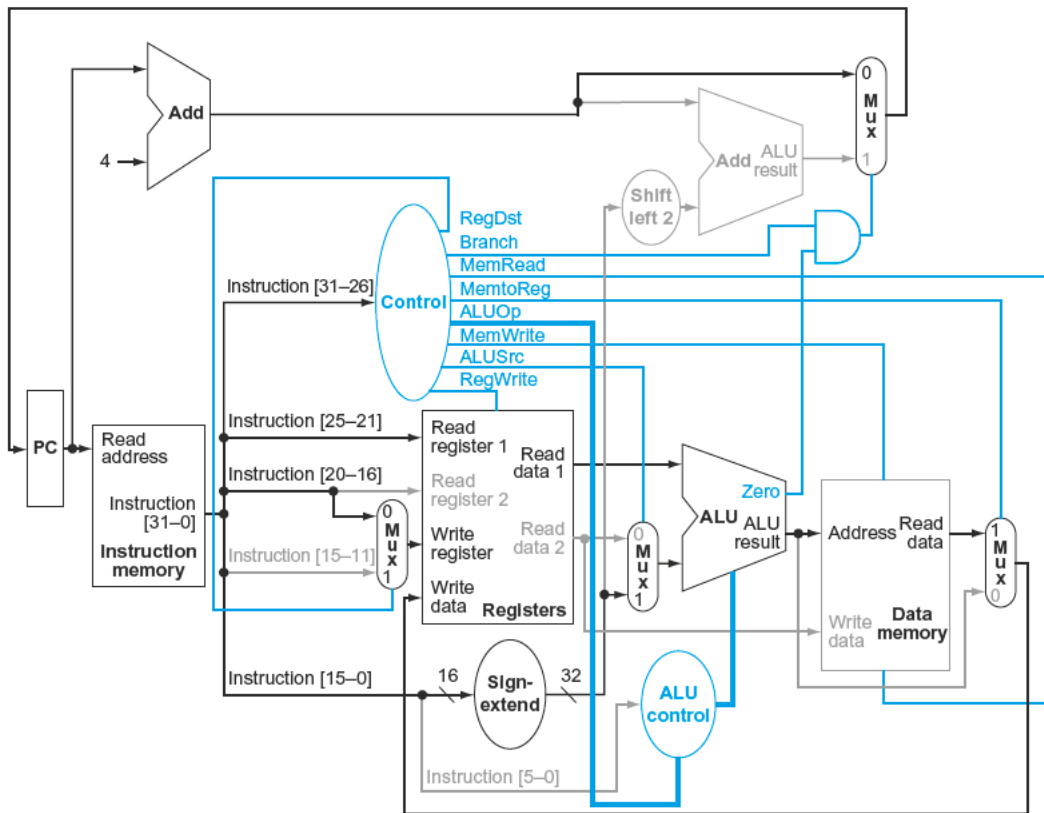 0
M
u
x
1
Add
4
Add
ALU
result
Shift
left 2
RegDst
Branch
MemRead
MemtoReg
ALUOp
MemWrite
ALUSrc
RegWrite
Control
Instruction [31–26]
Instruction [25–21]
Instruction [20–16]
Instruction [15–11]
Instruction [15–0]
Instruction [5–0]
PC
Read
address
Instruction
[31–0]
Instruction
memory
0
M
u
x
1
Read
register 1
Read
register 2
Write
register
Write
data
Read
data 1
Read
data 2
Registers
0
M
u
x
1
Zero
ALU
ALU
result
Address
Read
data
Write
data
Data
memory
1
M
u
x
0
16
Sign-
extend
32
ALU
control